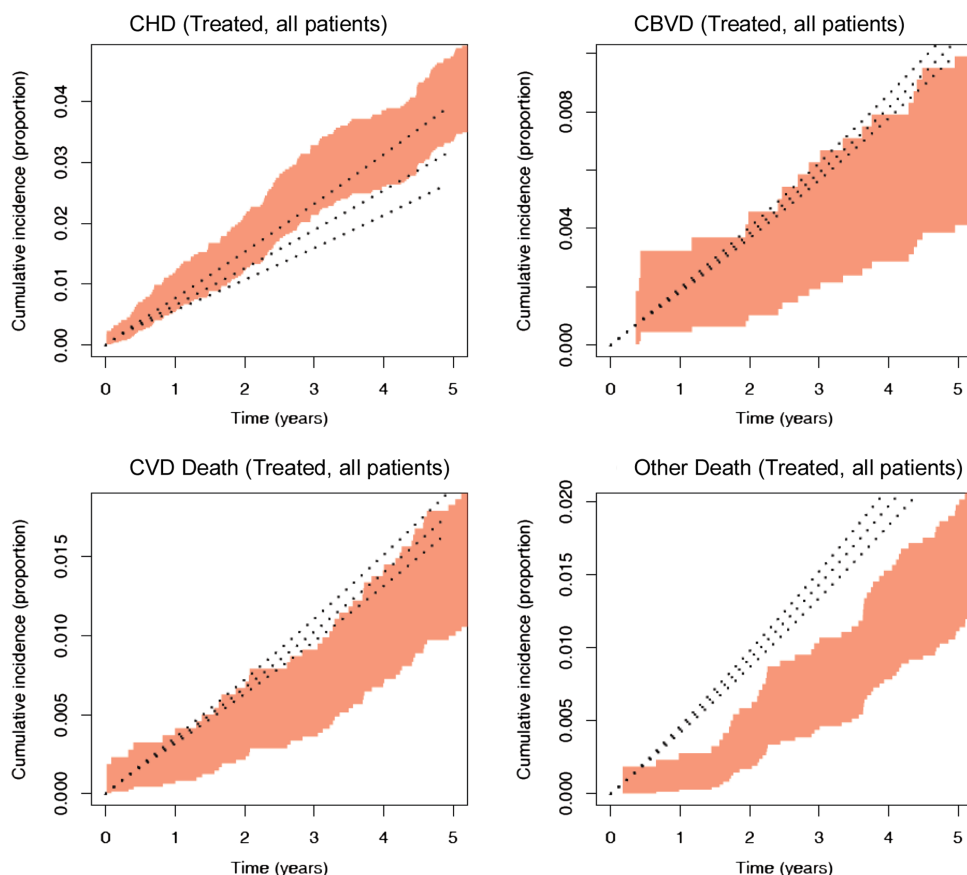 CHD (Treated, all patients)
Cumulative incidence (proportion)
0.04
0.03
0.02
0.01
0.00
0 1 2 3 4 5
Time (years)
CBVD (Treated, all patients)
Cumulative incidence (proportion)
0.008
0.004
0.000
0 1 2 3 4 5
Time (years)
CVD Death (Treated, all patients)
Cumulative incidence (proportion)
0.015
0.010
0.005
0.000
0 1 2 3 4 5
Time (years)
Other Death (Treated, all patients)
Cumulative incidence (proportion)
0.020
0.015
0.010
0.005
0.000
0 1 2 3 4 5
Time (years)